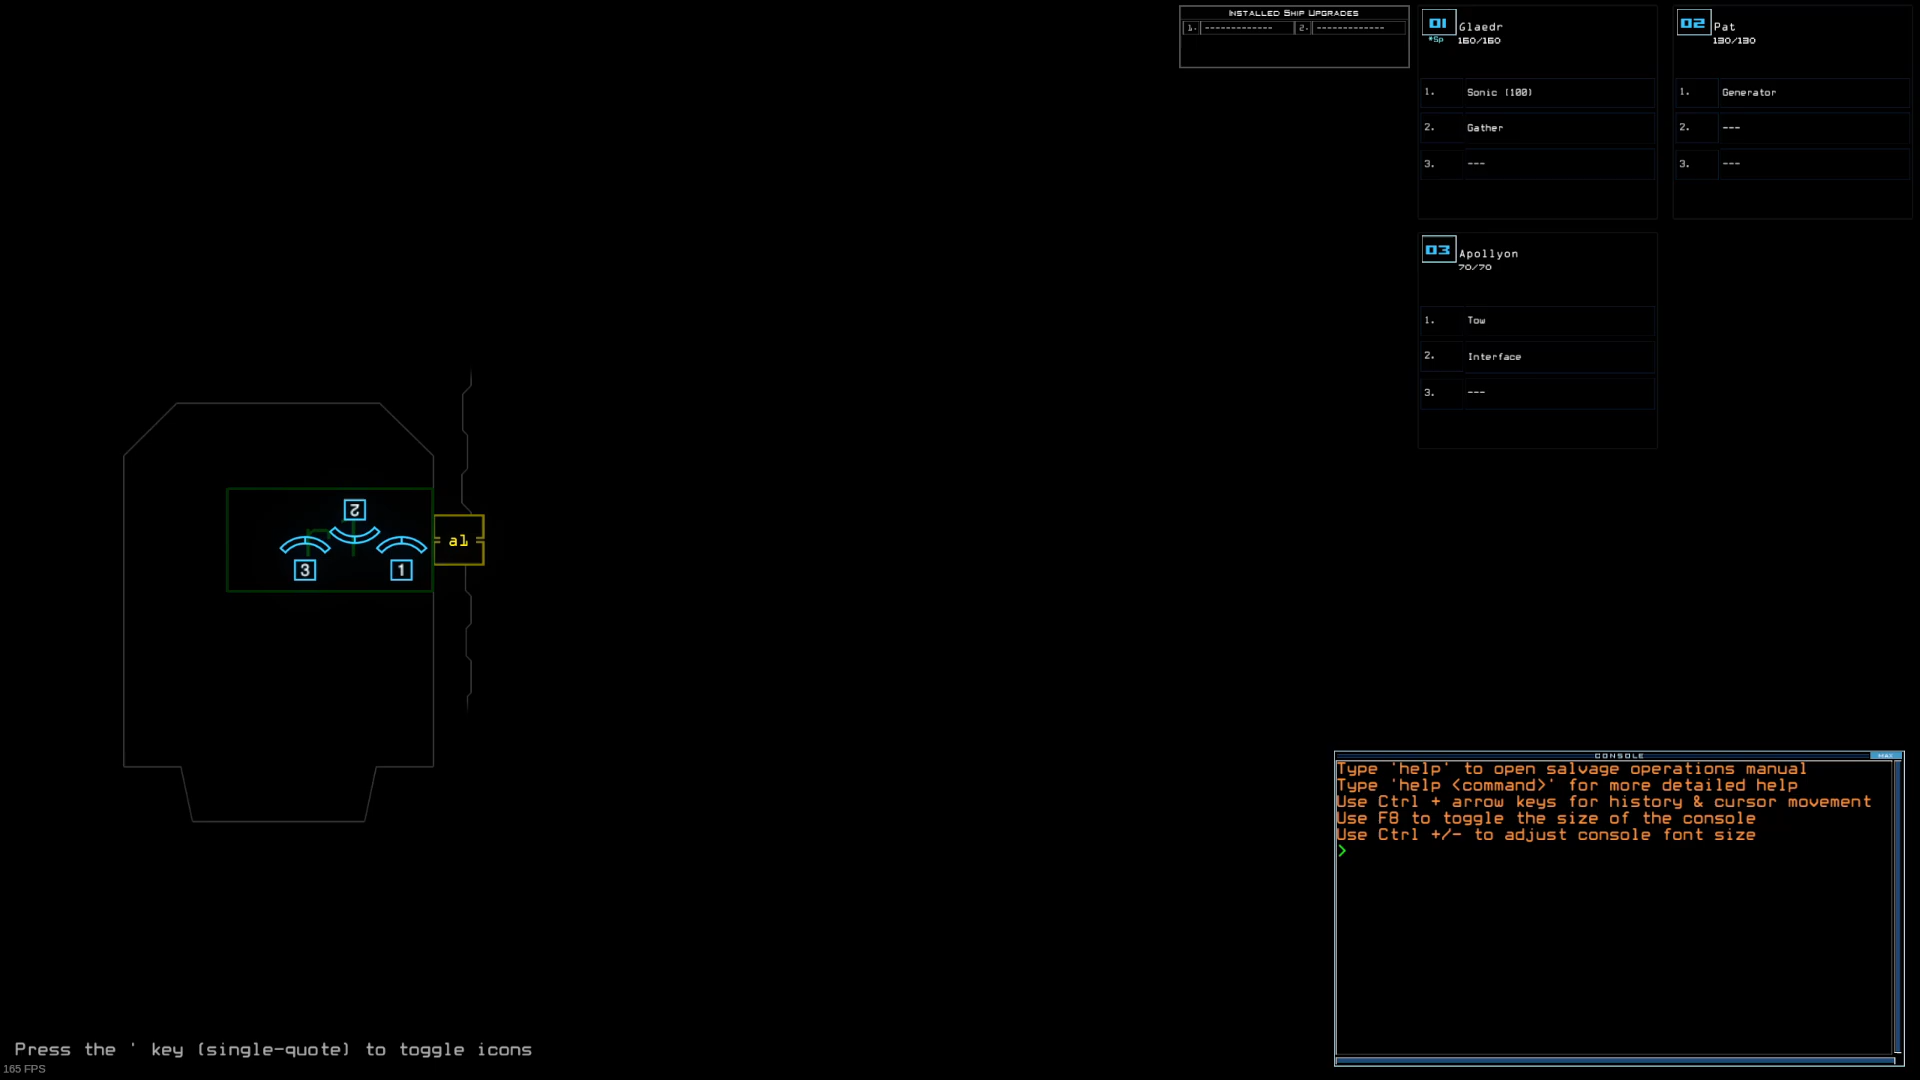 Installed Ship Upgrades
1. ------------- 2. -------------
01 Glaedr
*Sp 160/160
1. Sonic (100)
2. Gather
3. ---
02 Pat
130/130
1. Generator
2. ---
3. ---
03 Apollyon
70/70
1. Tow
2. Interface
3. ---
2
a1
3
1
CONSOLE
Type 'help' to open salvage operations manual
Type 'help <command>' for more detailed help
Use Ctrl + arrow keys for history & cursor movement
Use F8 to toggle the size of the console
Use Ctrl +/- to adjust console font size
>
Press the ' key (single-quote) to toggle icons
165 FPS